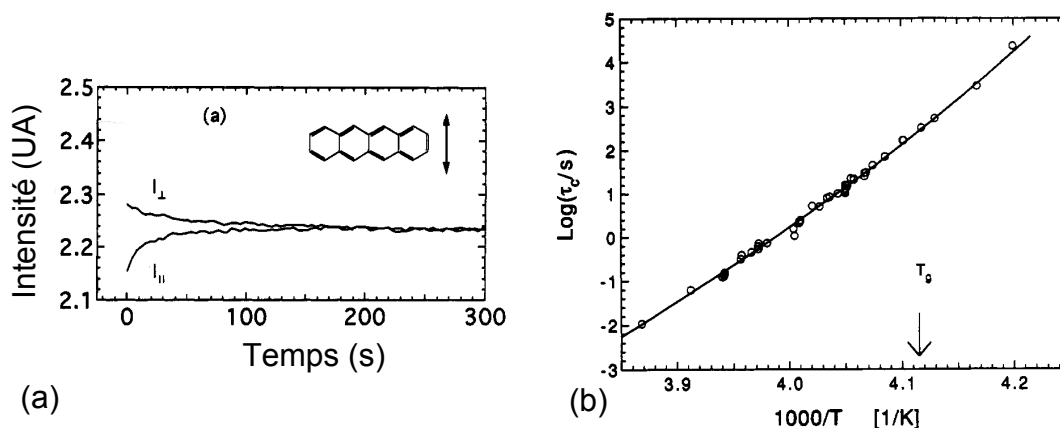 2.5
2.4
2.3
2.2
2.1
Intensité (UA)
(a)
I⊥
I||
0
100
200
300
Temps (s)
(a)
5
4
3
2
1
0
-1
-2
-3
Log(τc/s)
Tg
3.9
4.0
4.1
4.2
1000/T [1/K]
(b)